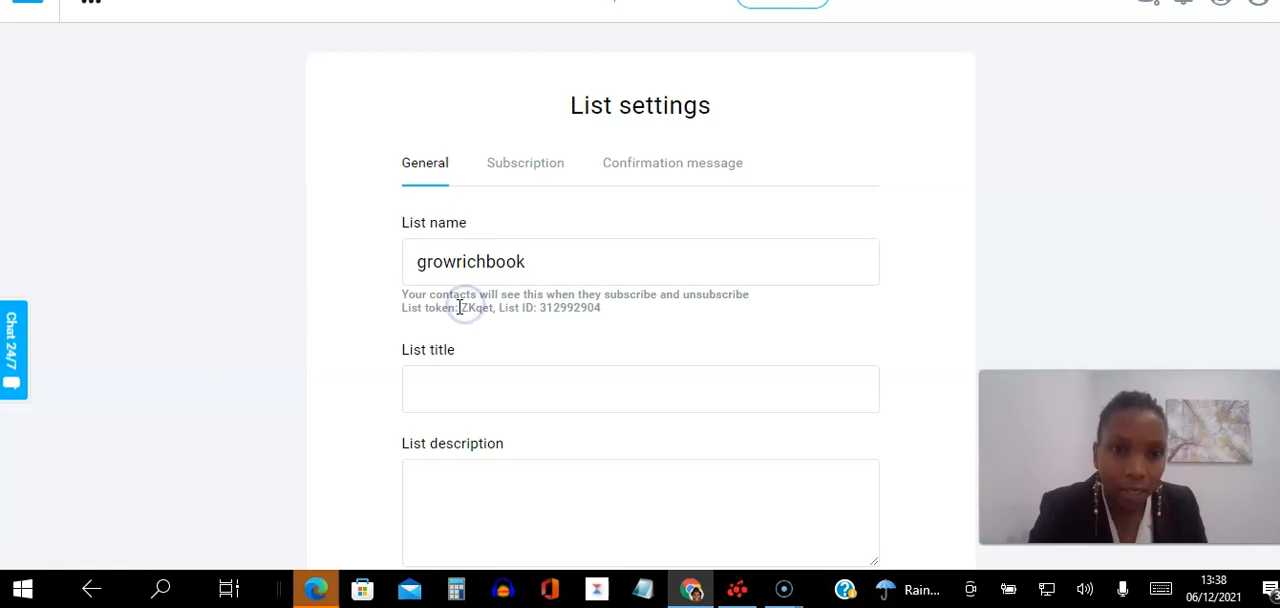 List settings
General Subscription Confirmation message
List name
growrichbook
Your contacts will see this when they subscribe and unsubscribe
List token: ZKqet, List ID: 312992904
List title
List description
Chat 24/7
Rain...
13:38
06/12/2021